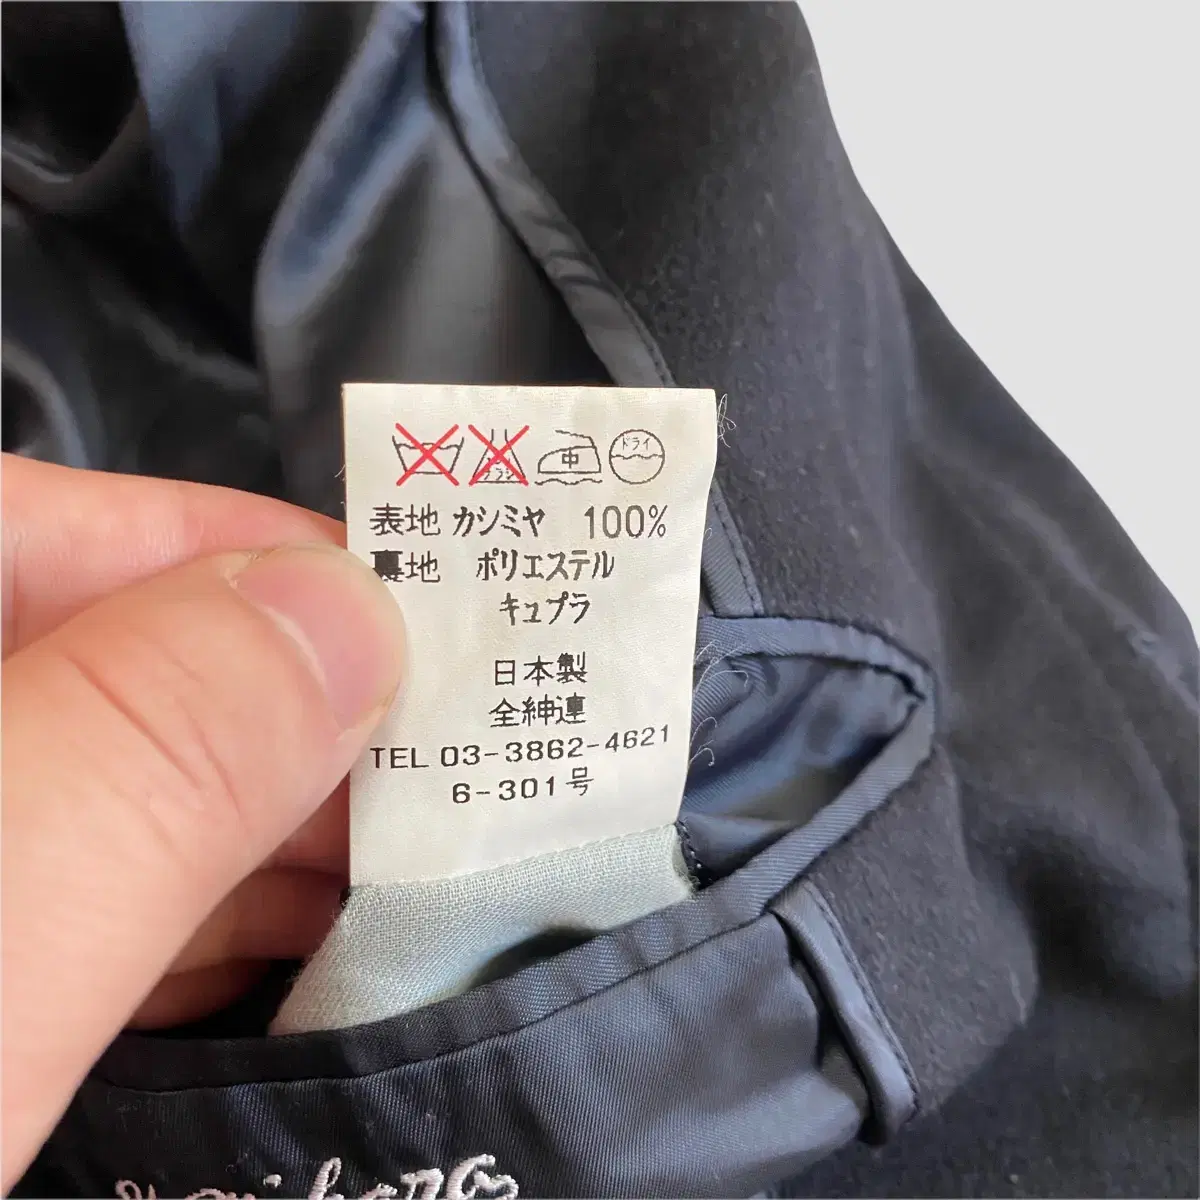 中 ドライ
表地 カシミヤ 100%
裏地 ポリエステル
キュプラ
日本製
全紳連
TEL 03-3862-4621
6-301号